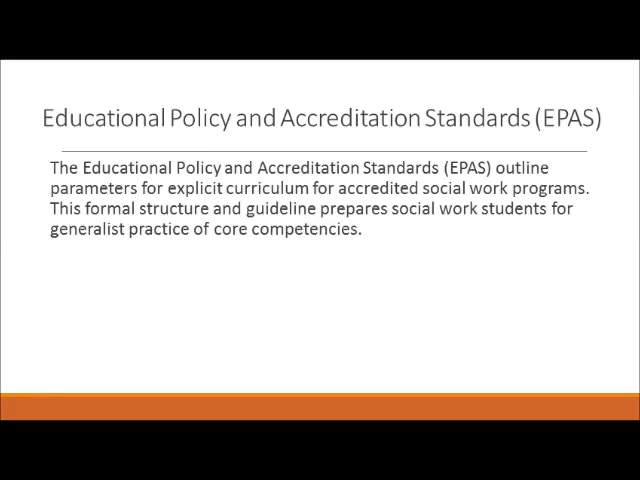 Educational Policy and Accreditation Standards (EPAS)
The Educational Policy and Accreditation Standards (EPAS) outline
parameters for explicit curriculum for accredited social work programs.
This formal structure and guideline prepares social work students for
generalist practice of core competencies.